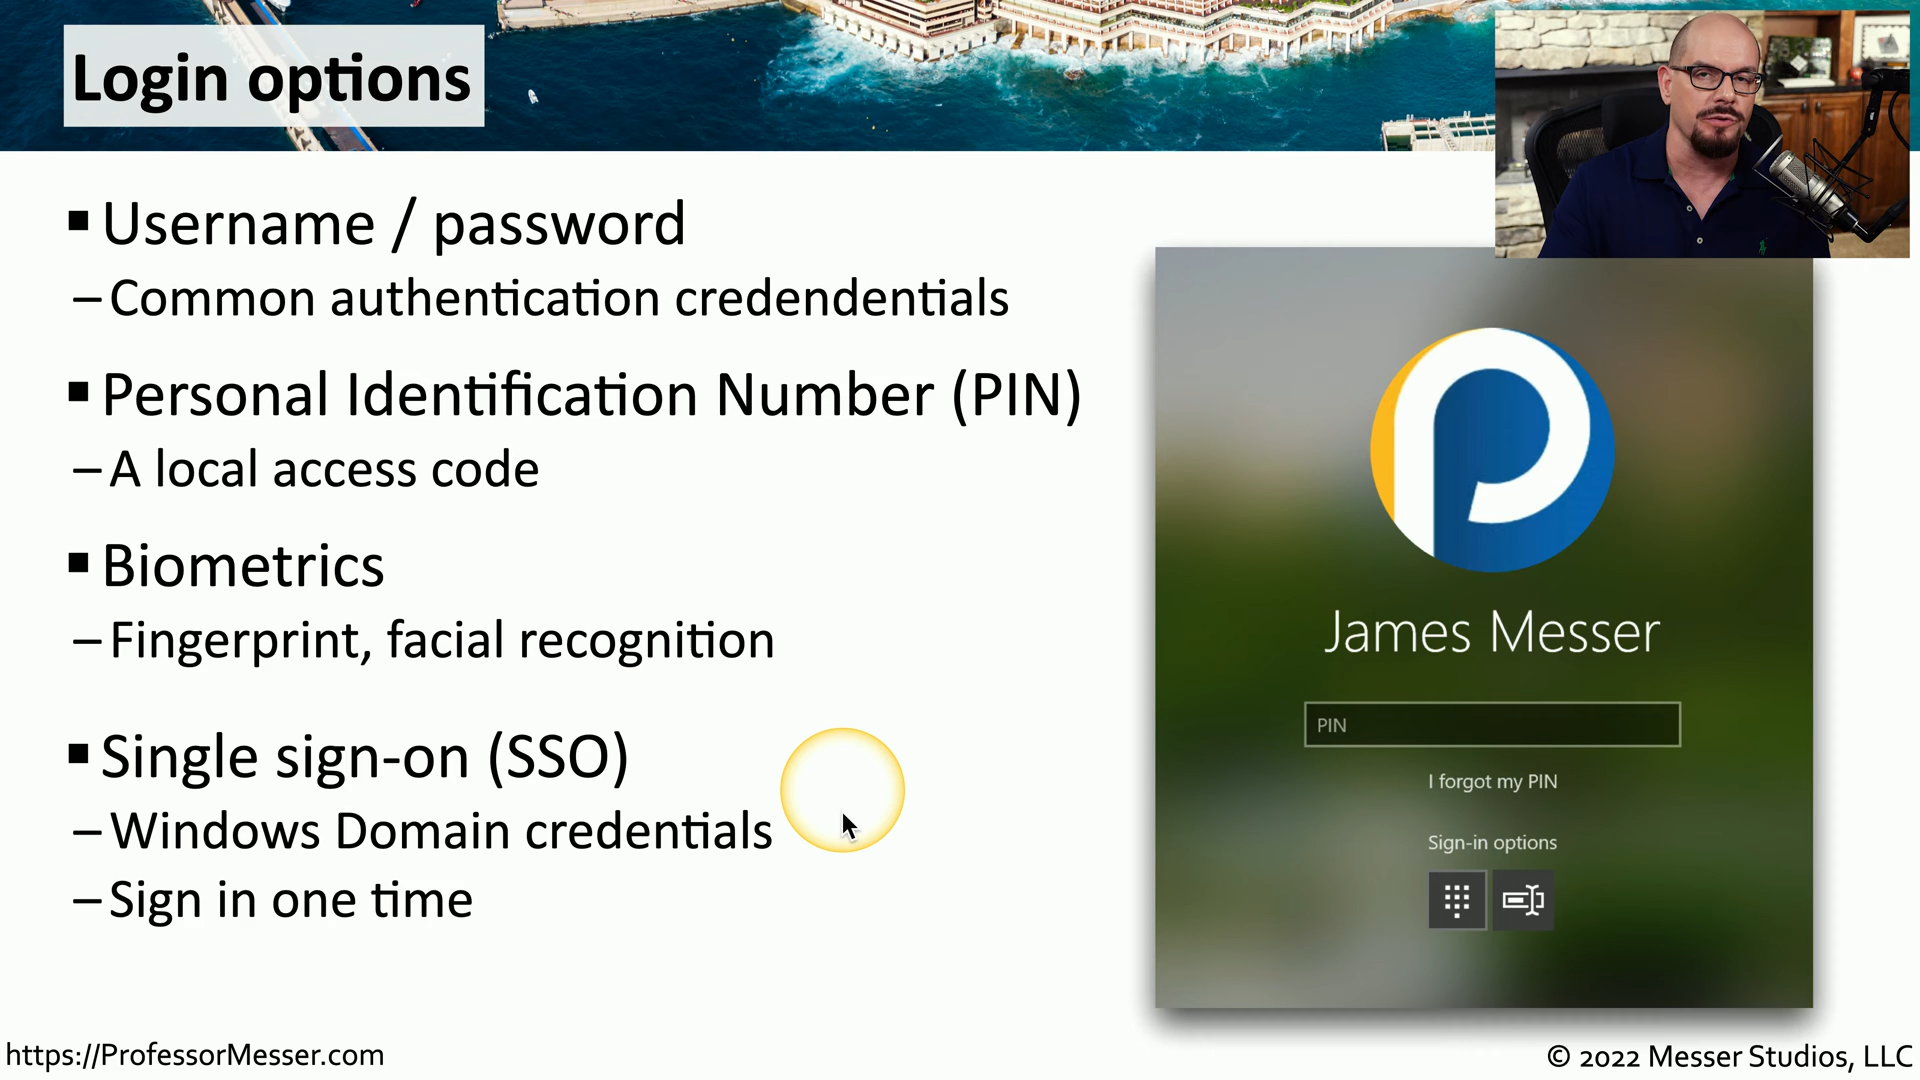 Login options
▪ Username / password
– Common authentication credendentials
▪ Personal Identification Number (PIN)
– A local access code
▪ Biometrics
– Fingerprint, facial recognition
▪ Single sign-on (SSO)
– Windows Domain credentials
– Sign in one time
James Messer
PIN
I forgot my PIN
Sign-in options
https://ProfessorMesser.com
© 2022 Messer Studios, LLC